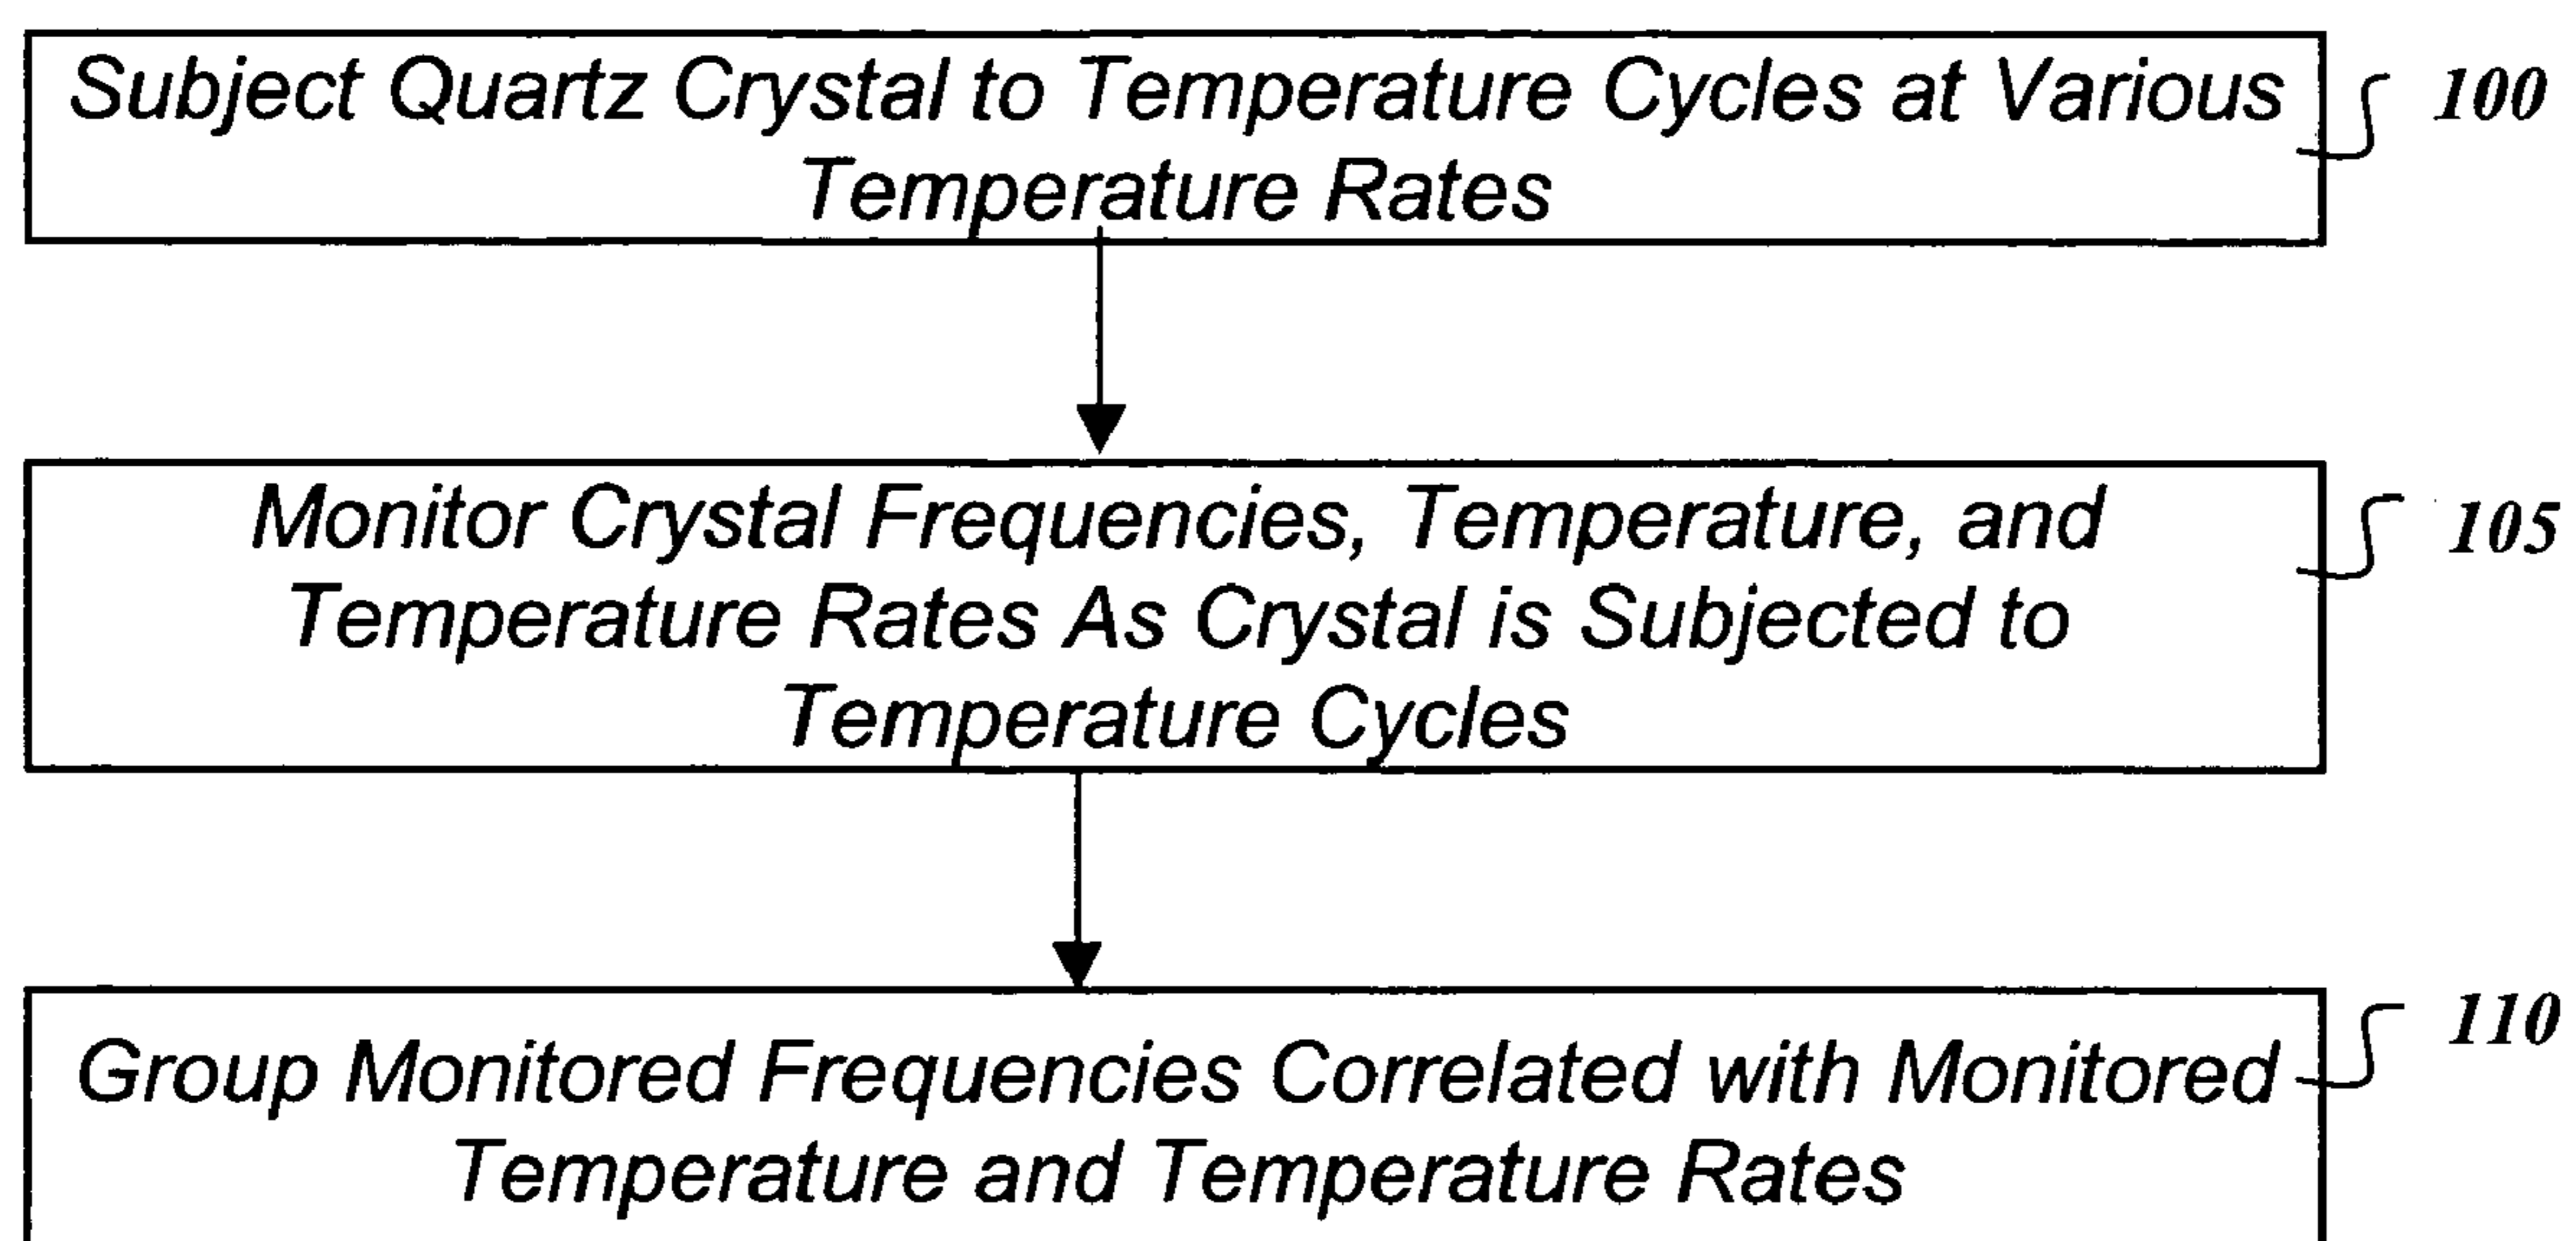 Subject Quartz Crystal to Temperature Cycles at Various
Temperature Rates
100
Monitor Crystal Frequencies, Temperature, and
Temperature Rates As Crystal is Subjected to
Temperature Cycles
105
Group Monitored Frequencies Correlated with Monitored
Temperature and Temperature Rates
110